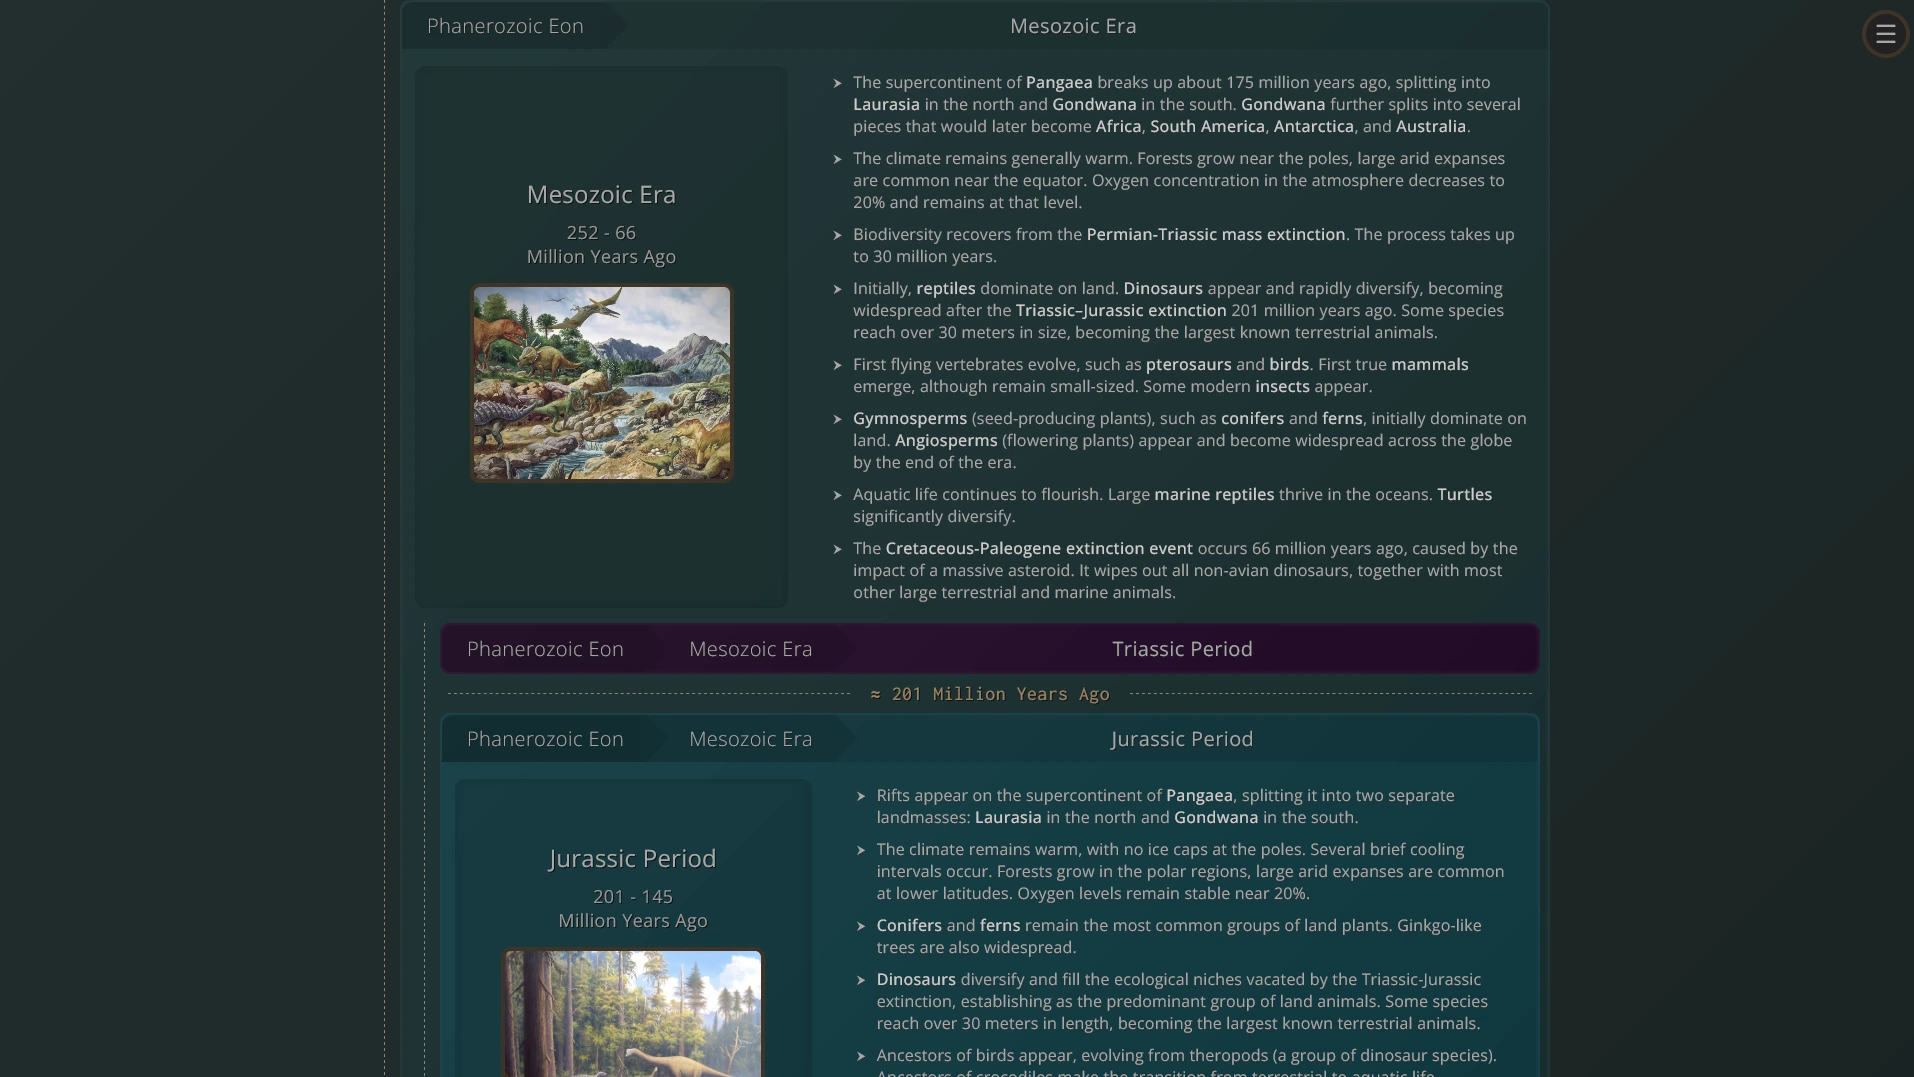 Phanerozoic Eon
Mesozoic Era
Mesozoic Era
252 - 66
Million Years Ago
The supercontinent of Pangaea breaks up about 175 million years ago, splitting into
Laurasia in the north and Gondwana in the south. Gondwana further splits into several
pieces that would later become Africa, South America, Antarctica, and Australia.
The climate remains generally warm. Forests grow near the poles, large arid expanses
are common near the equator. Oxygen concentration in the atmosphere decreases to
20% and remains at that level.
Biodiversity recovers from the Permian-Triassic mass extinction. The process takes up
to 30 million years.
Initially, reptiles dominate on land. Dinosaurs appear and rapidly diversify, becoming
widespread after the Triassic–Jurassic extinction 201 million years ago. Some species
reach over 30 meters in size, becoming the largest known terrestrial animals.
First flying vertebrates evolve, such as pterosaurs and birds. First true mammals
emerge, although remain small-sized. Some modern insects appear.
Gymnosperms (seed-producing plants), such as conifers and ferns, initially dominate on
land. Angiosperms (flowering plants) appear and become widespread across the globe
by the end of the era.
Aquatic life continues to flourish. Large marine reptiles thrive in the oceans. Turtles
significantly diversify.
The Cretaceous-Paleogene extinction event occurs 66 million years ago, caused by the
impact of a massive asteroid. It wipes out all non-avian dinosaurs, together with most
other large terrestrial and marine animals.
Phanerozoic Eon
Mesozoic Era
Triassic Period
≈ 201 Million Years Ago
Phanerozoic Eon
Mesozoic Era
Jurassic Period
Jurassic Period
201 - 145
Million Years Ago
Rifts appear on the supercontinent of Pangaea, splitting it into two separate
landmasses: Laurasia in the north and Gondwana in the south.
The climate remains warm, with no ice caps at the poles. Several brief cooling
intervals occur. Forests grow in the polar regions, large arid expanses are common
at lower latitudes. Oxygen levels remain stable near 20%.
Conifers and ferns remain the most common groups of land plants. Ginkgo-like
trees are also widespread.
Dinosaurs diversify and fill the ecological niches vacated by the Triassic-Jurassic
extinction, establishing as the predominant group of land animals. Some species
reach over 30 meters in length, becoming the largest known terrestrial animals.
Ancestors of birds appear, evolving from theropods (a group of dinosaur species).
Ancestors of crocodiles make the transition from terrestrial to aquatic life.